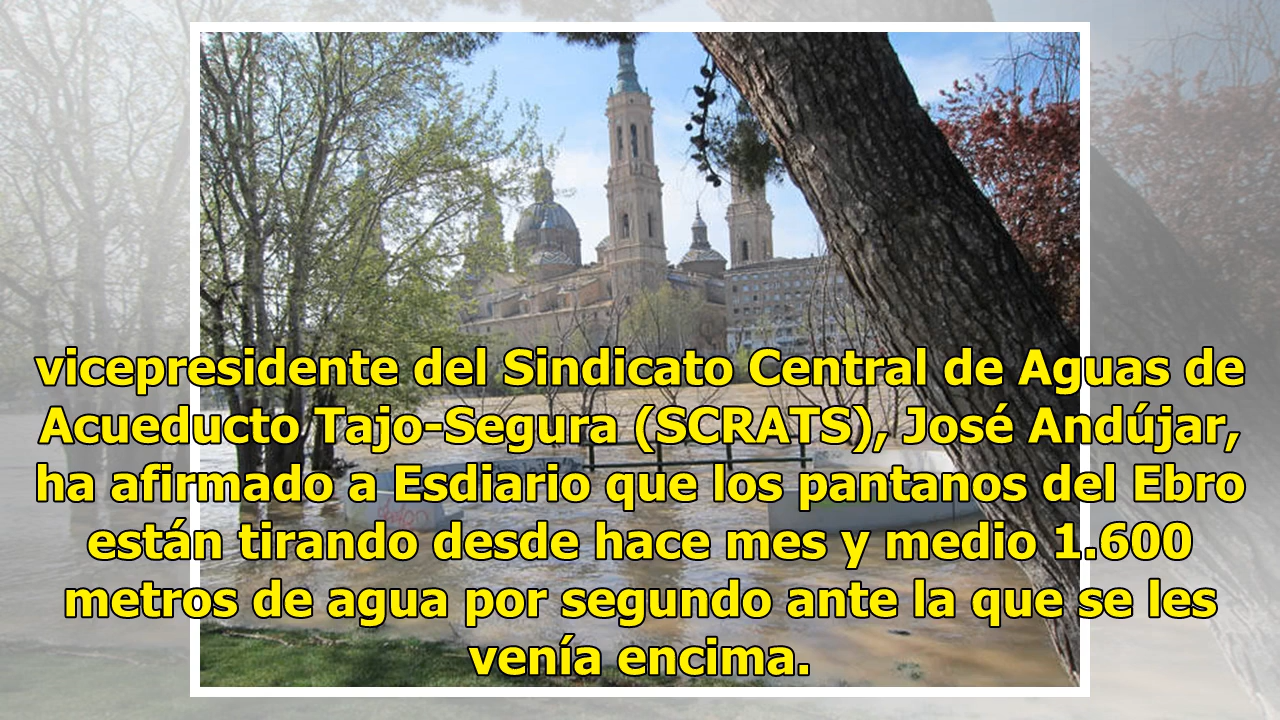 vicepresidente del Sindicato Central de Aguas de
Acueducto Tajo-Segura (SCRATS), José Andújar,
ha afirmado a Esdiario que los pantanos del Ebro
están tirando desde hace mes y medio 1.600
metros de agua por segundo ante la que se les
venía encima.